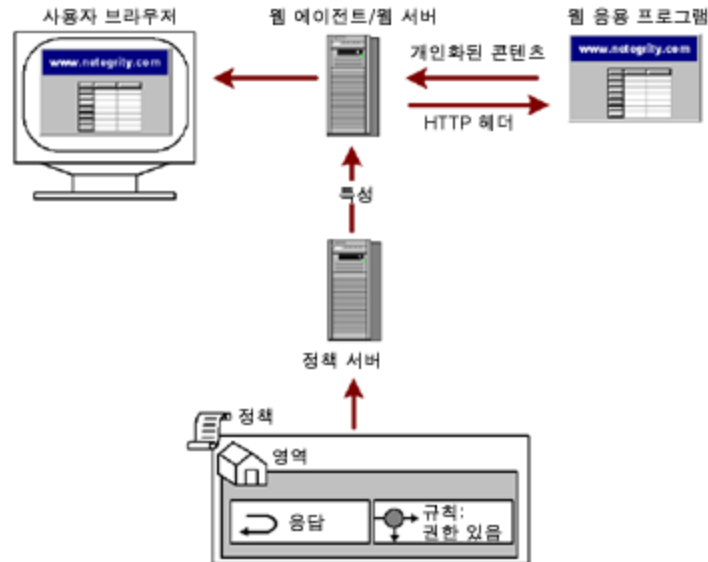 사용자 브라우저
웹 에이전트/웹 서버
웹 응용 프로그램
www.netegrity.com
www.netegrity.com
개인화된 콘텐츠
HTTP 헤더
특성
정책 서버
정책
영역
응답
규칙:
권한 있음